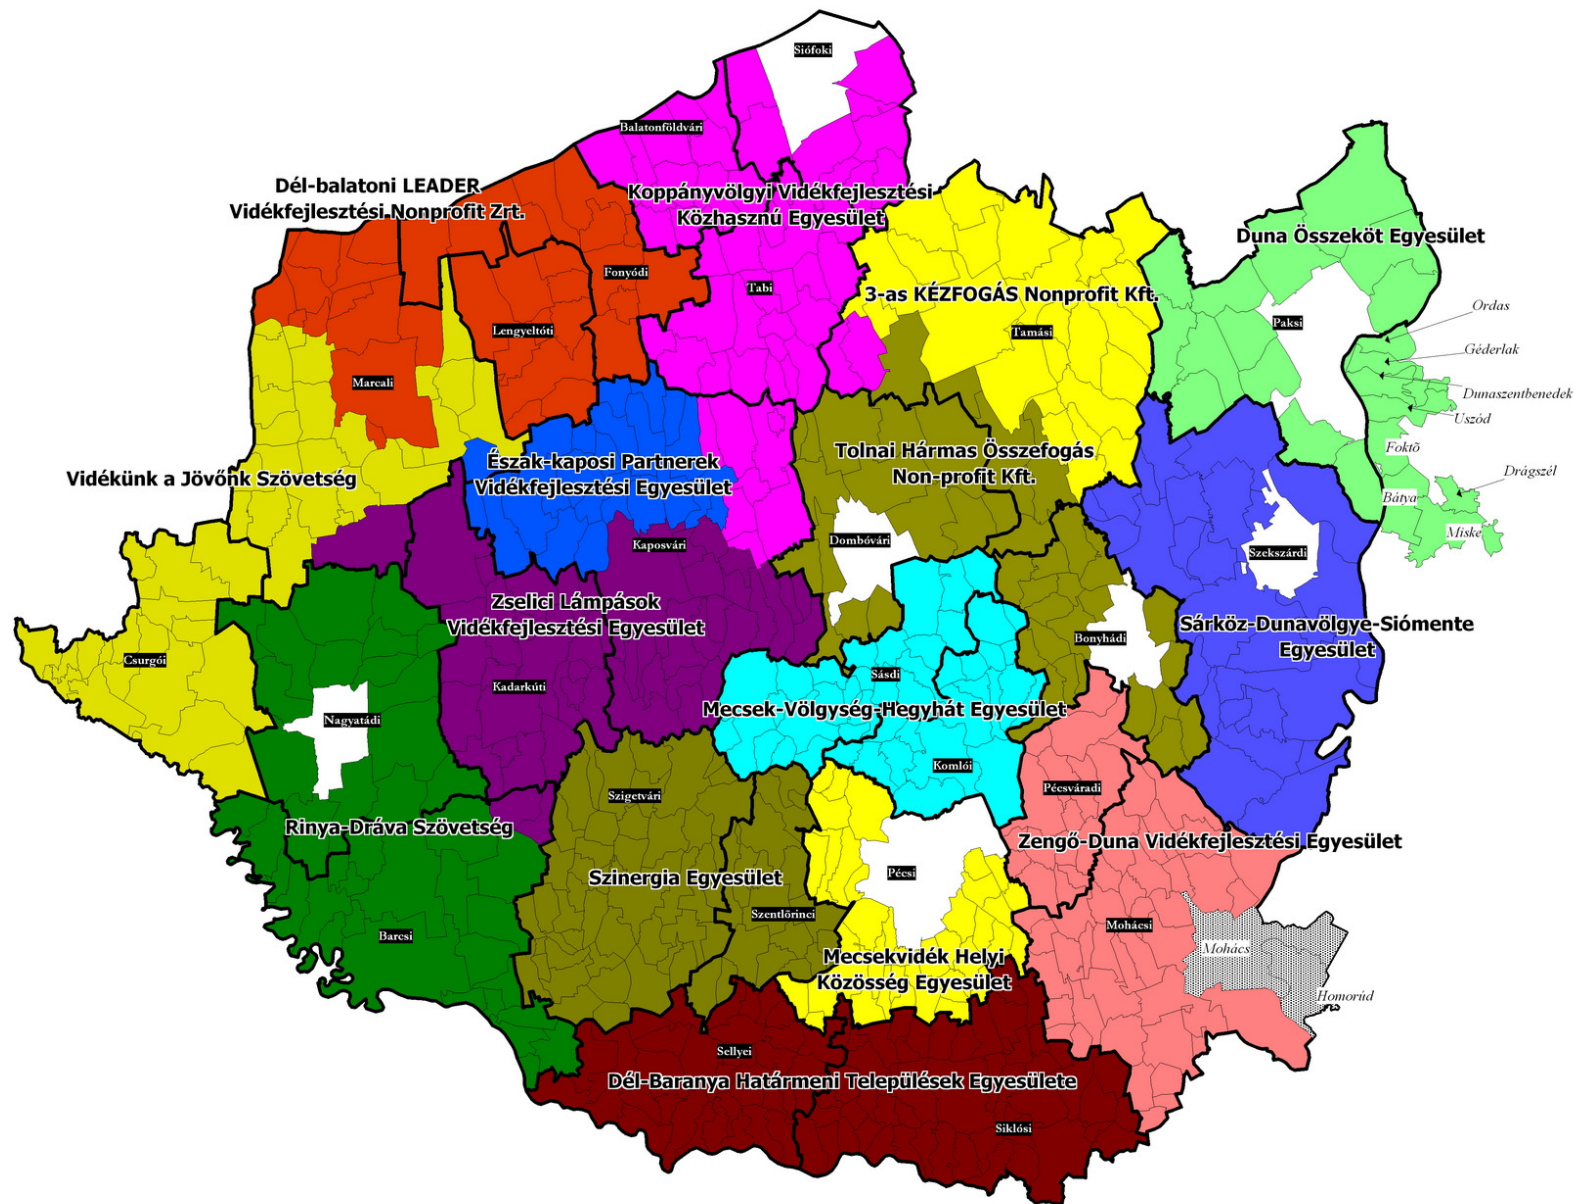 Siófoki
Balatonföldvári
Dél-balatoni LEADER
Vidékfejlesztési Nonprofit Zrt.
Koppányvölgyi Vidékfejlesztési
Közhasznú Egyesület
Duna Összeköt Egyesület
Fonyódi
Tabi
3-as KÉZFOGÁS Nonprofit Kft.
Ordas
Lengyeltóti
Tamási
Paksi
Géderlak
Marcali
Dunaszentbenedek
Uszód
Vidékünk a Jövőnk Szövetség
Észak-kaposi Partnerek
Vidékfejlesztési Egyesület
Tolnai Hármas Összefogás
Non-profit Kft.
Foktő
Drágszél
Bátya
Miske
Kaposvári
Dombóvári
Szekszárdi
Zselici Lámpások
Vidékfejlesztési Egyesület
Sárköz-Dunavölgye-Siómente
Egyesület
Bonyhádi
Csurgói
Sásdi
Kadarkúti
Nagyatádi
Mecsek-Völgység-Hegyhát Egyesület
Komlói
Pécsváradi
Szigetvári
Rinya-Dráva Szövetség
Zengő-Duna Vidékfejlesztési Egyesület
Pécsi
Szinergia Egyesület
Szentlőrinci
Barcsi
Mohácsi
Mohács
Mecsekvidék Helyi
Közösség Egyesület
Homorúd
Sellyei
Dél-Baranya Határmeni Települések Egyesülete
Siklósi